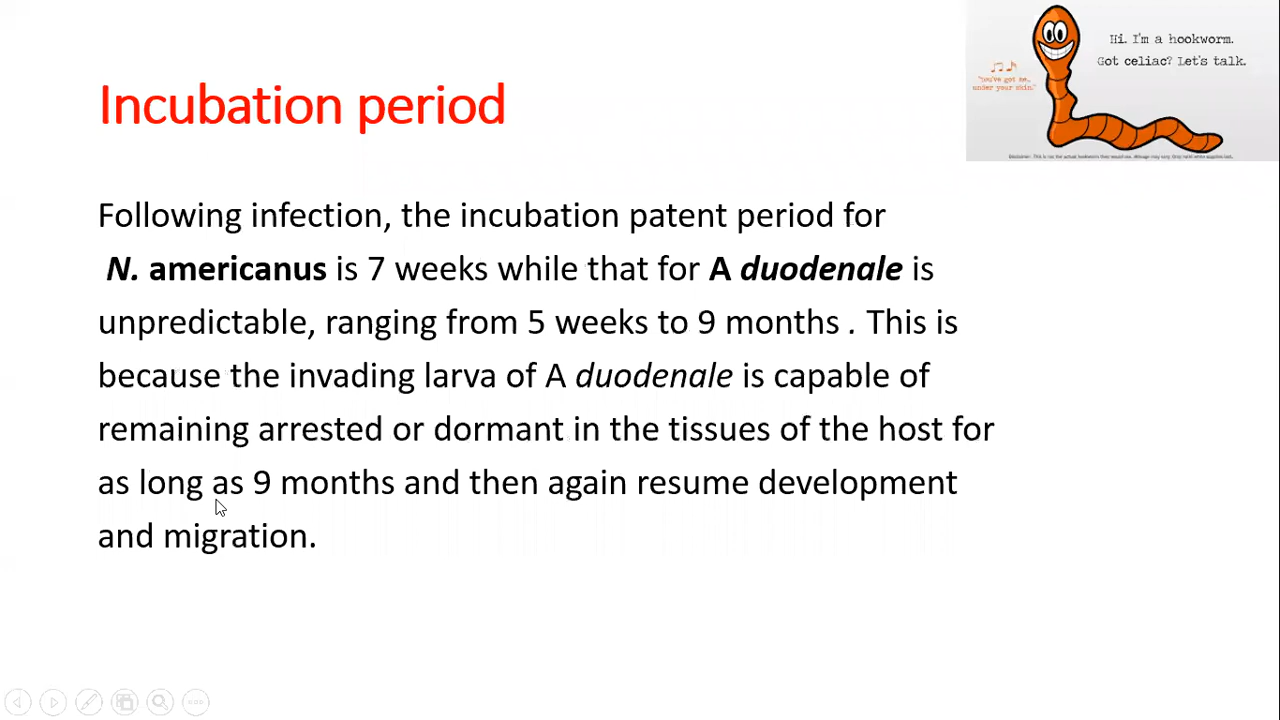 Hi. I'm a hookworm.
Got celiac? Let's talk.
"You've got me,
under your skin."
Incubation period
Following infection, the incubation patent period for
N. americanus is 7 weeks while that for A duodenale is
unpredictable, ranging from 5 weeks to 9 months . This is
because the invading larva of A duodenale is capable of
remaining arrested or dormant in the tissues of the host for
as long as 9 months and then again resume development
and migration.